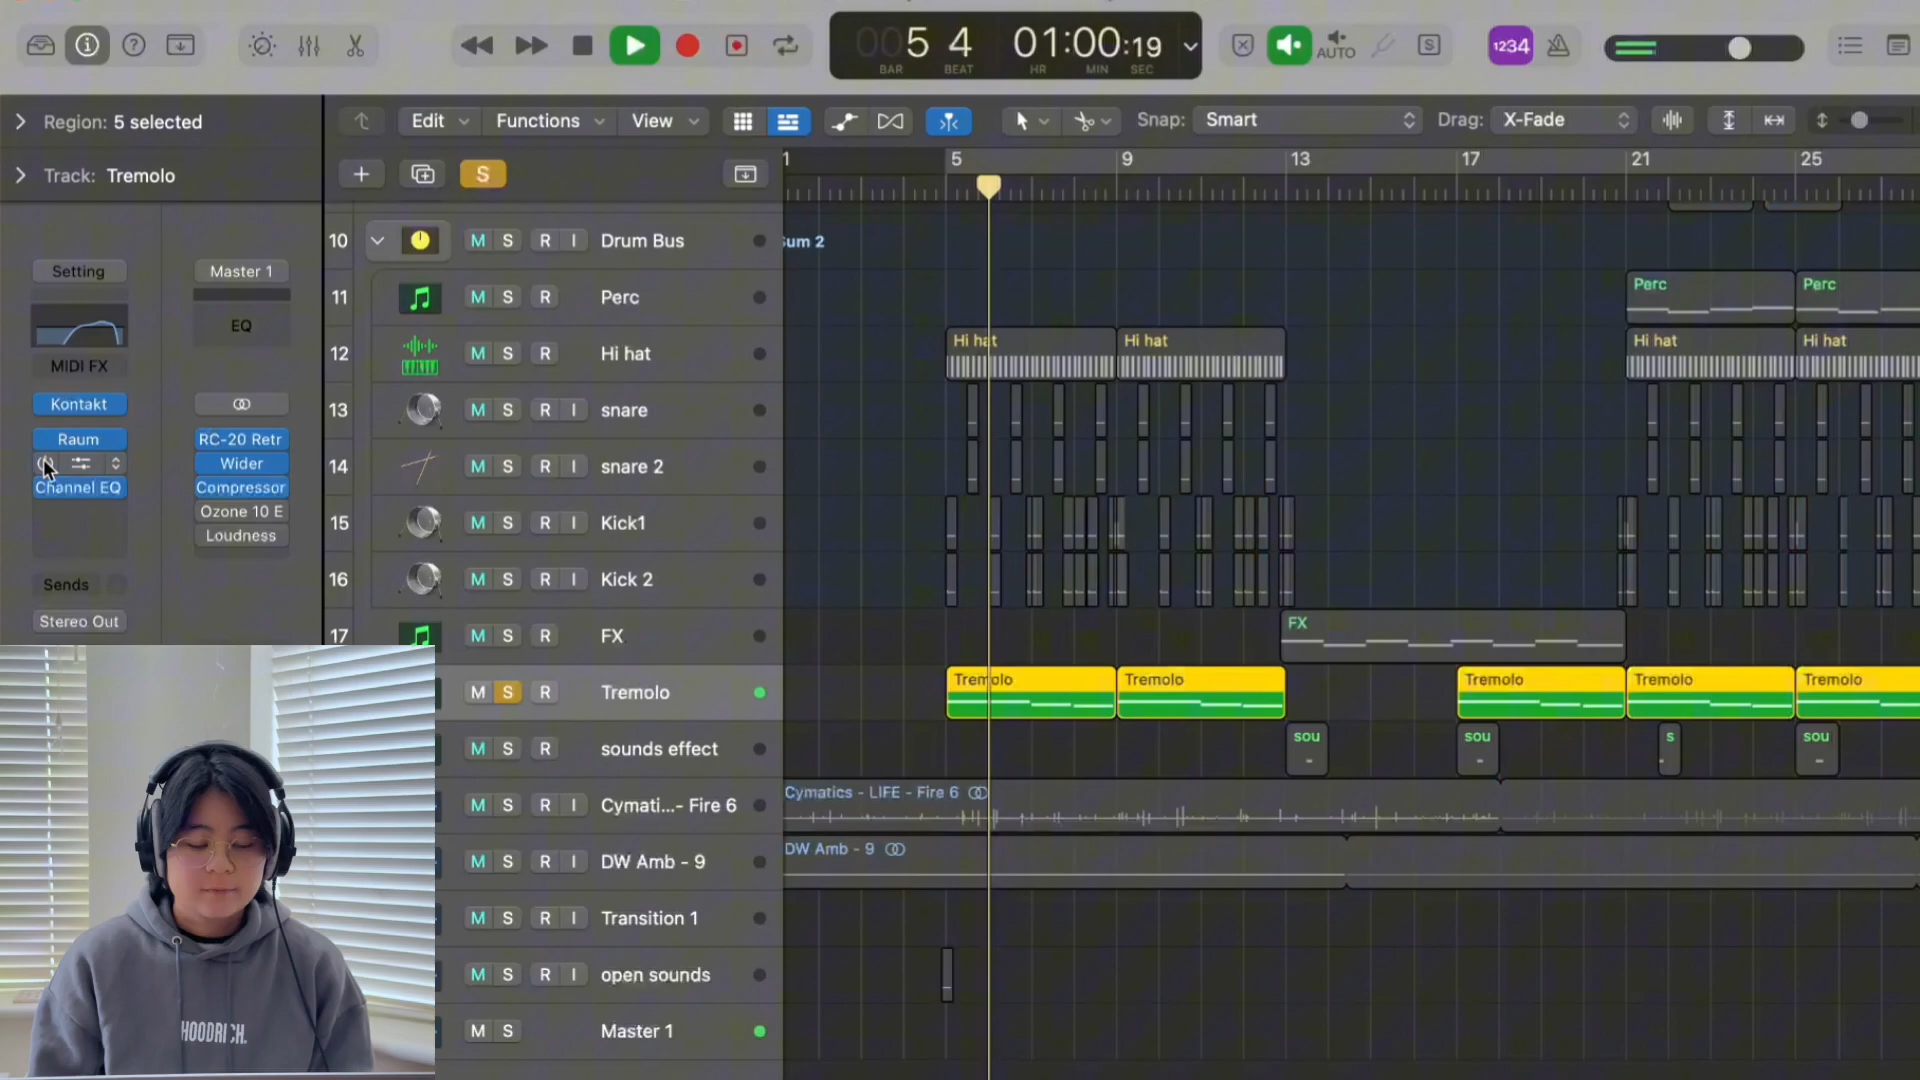 005 4 01:00:19
BAR BEAT HR MIN SEC
AUTO
S
1234
Region: 5 selected
Edit Functions View Snap: Smart Drag: X-Fade
Track: Tremolo
S
1 5 9 13 17 21 25
Setting Master 1
EQ
MIDI FX
Kontakt
Raum RC-20 Retr
Wider
Channel EQ Compressor
Ozone 10 E
Loudness
Sends
Stereo Out
10 M S R I Drum Bus
Sum 2
11 M S R Perc
Perc Perc
12 M S R Hi hat
Hi hat Hi hat Hi hat Hi hat
13 M S R I snare
14 M S R I snare 2
15 M S R I Kick1
16 M S R I Kick 2
17 M S R FX
FX
M S R Tremolo
Tremolo Tremolo Tremolo Tremolo Tremolo
M S R sounds effect
sou sou s sou
M S R I Cymati...- Fire 6
Cymatics - LIFE - Fire 6
M S R I DW Amb - 9
DW Amb - 9
M S R I Transition 1
M S R I open sounds
M S Master 1
HOODRICH.